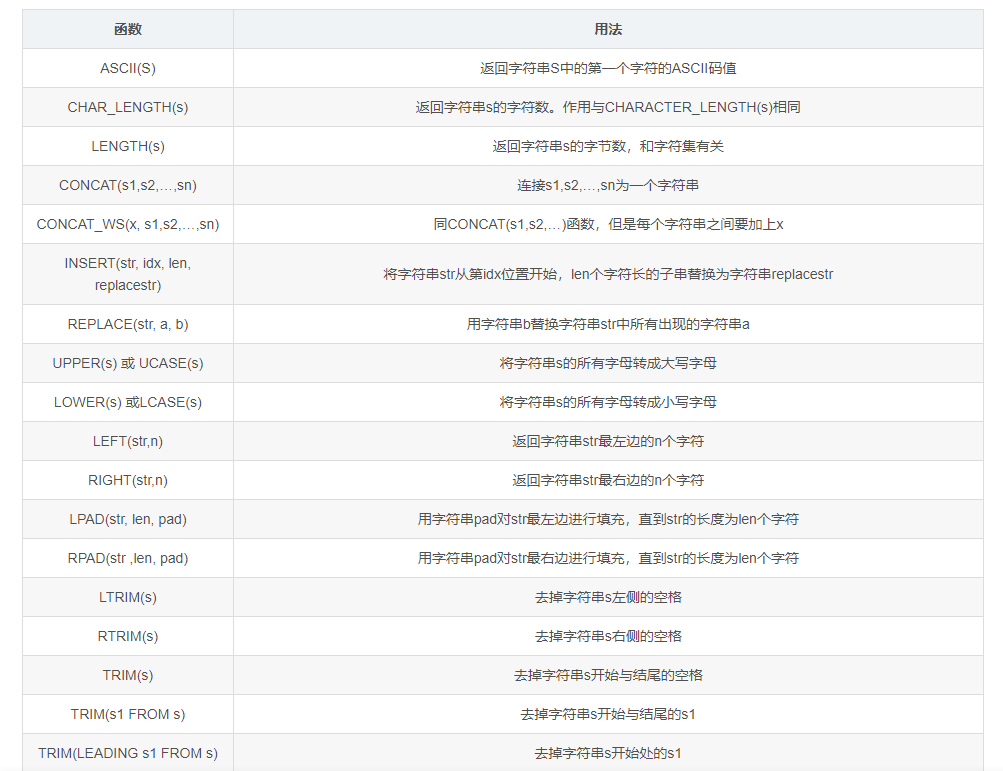 函数 用法
ASCII(S) 返回字符串S中的第一个字符的ASCII码值
CHAR_LENGTH(s) 返回字符串s的字符数。作用与CHARACTER_LENGTH(s)相同
LENGTH(s) 返回字符串s的字节数，和字符集有关
CONCAT(s1,s2,…,sn) 连接s1,s2,…,sn为一个字符串
CONCAT_WS(x, s1,s2,…,sn) 同CONCAT(s1,s2,…)函数，但是每个字符串之间要加上x
INSERT(str, idx, len,
replacestr) 将字符串str从第idx位置开始，len个字符长的子串替换为字符串replacestr
REPLACE(str, a, b) 用字符串b替换字符串str中所有出现的字符串a
UPPER(s) 或 UCASE(s) 将字符串s的所有字母转成大写字母
LOWER(s) 或LCASE(s) 将字符串s的所有字母转成小写字母
LEFT(str,n) 返回字符串str最左边的n个字符
RIGHT(str,n) 返回字符串str最右边的n个字符
LPAD(str, len, pad) 用字符串pad对str最左边进行填充，直到str的长度为len个字符
RPAD(str ,len, pad) 用字符串pad对str最右边进行填充，直到str的长度为len个字符
LTRIM(s) 去掉字符串s左侧的空格
RTRIM(s) 去掉字符串s右侧的空格
TRIM(s) 去掉字符串s开始与结尾的空格
TRIM(s1 FROM s) 去掉字符串s开始与结尾的s1
TRIM(LEADING s1 FROM s) 去掉字符串s开始处的s1